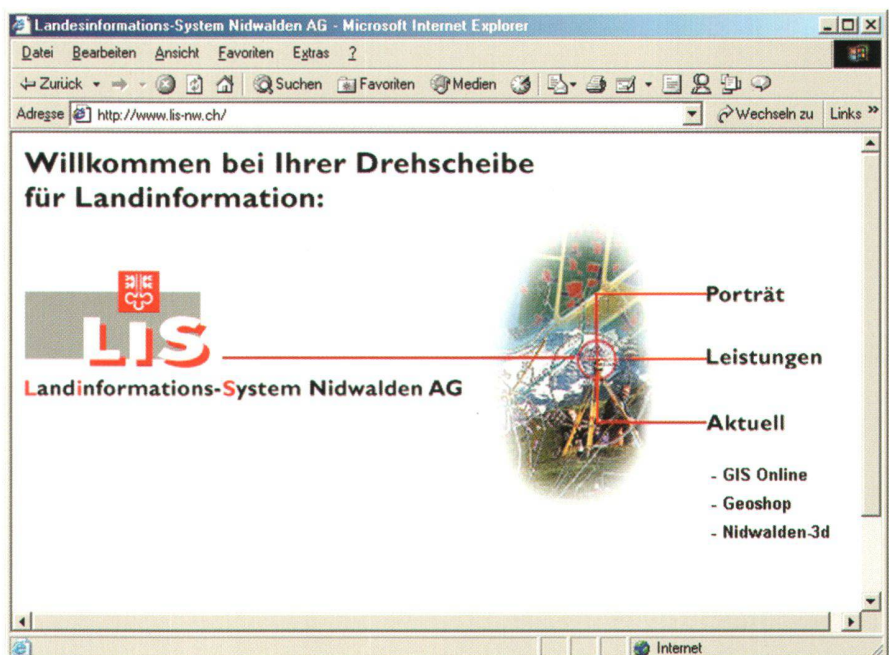 Landesinformations-System Nidwalden AG - Microsoft Internet Explorer
Datei Bearbeiten Ansicht Favoriten Extras ?
Zurück Suchen Favoriten Medien
Adresse http://www.lis-nw.ch/ Wechseln zu Links »
Willkommen bei Ihrer Drehscheibe
für Landinformation:
LIS
Landinformations-System Nidwalden AG
Porträt
Leistungen
Aktuell
- GIS Online
- Geoshop
- Nidwalden-3d
Internet